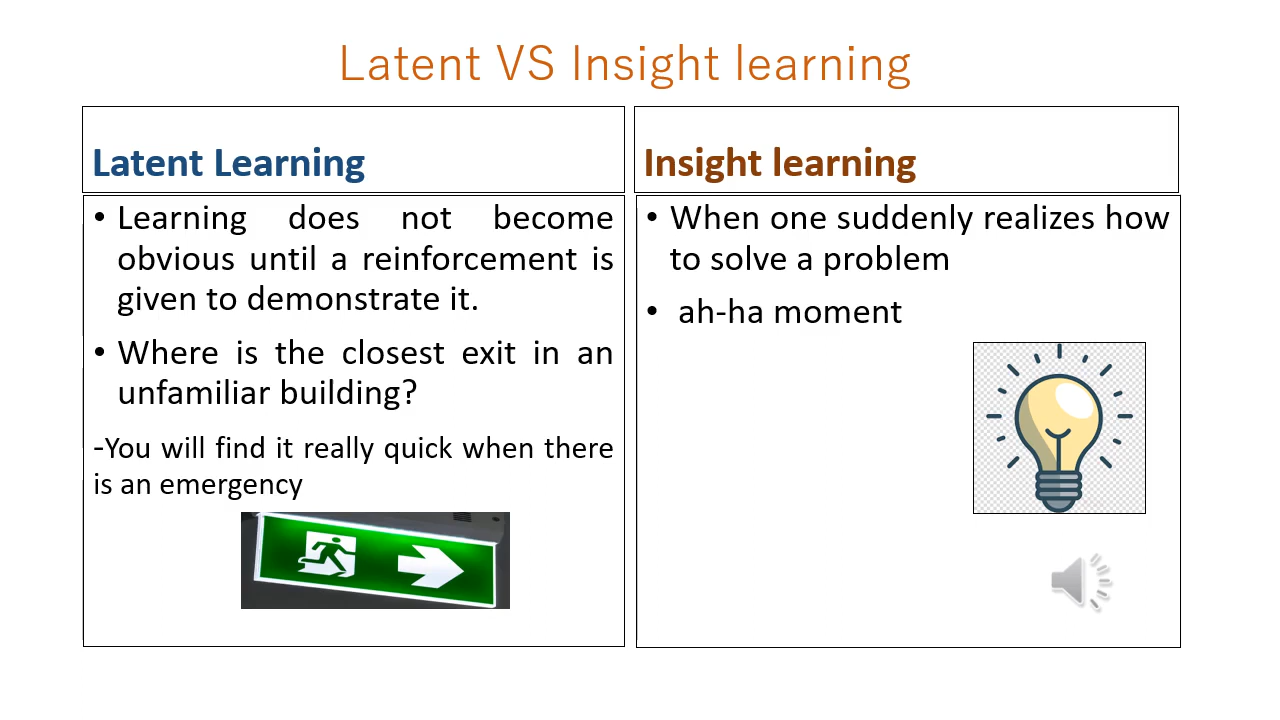 Latent VS Insight learning
Latent Learning
• Learning does not become
obvious until a reinforcement is
given to demonstrate it.
• Where is the closest exit in an
unfamiliar building?
-You will find it really quick when there
is an emergency
Insight learning
• When one suddenly realizes how
to solve a problem
• ah-ha moment